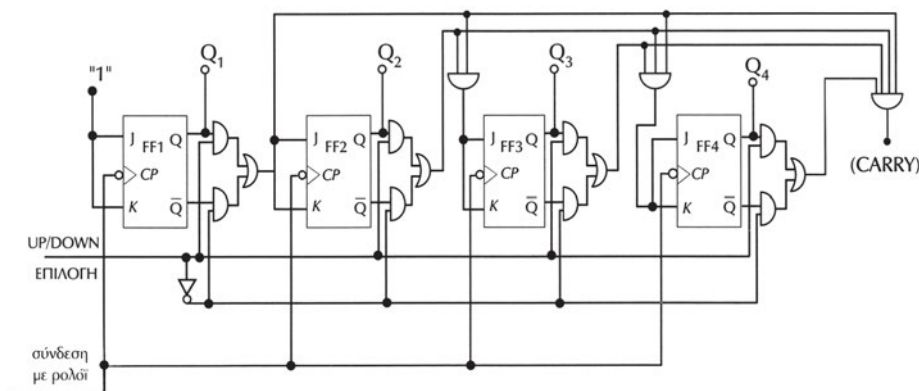 "1"
Q1
Q2
Q3
Q4
J FF1 Q
CP
K Q̅
J FF2 Q
CP
K Q̅
J FF3 Q
CP
K Q̅
J FF4 Q
CP
K Q̅
(CARRY)
UP/DOWN
ΕΠΙΛΟΓΗ
σύνδεση
με ρολόϊ